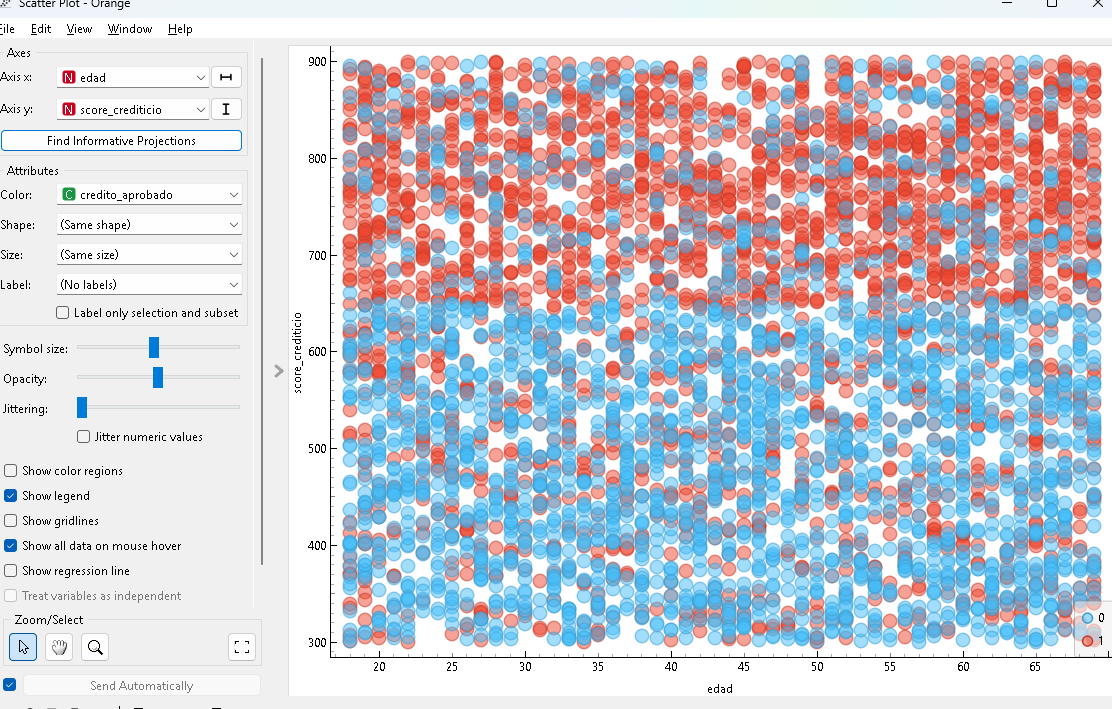 Scatter Plot - Orange
File Edit View Window Help
Axes
Axis x: N edad
Axis y: N score_crediticio
Find Informative Projections
Attributes
Color: C credito_aprobado
Shape: (Same shape)
Size: (Same size)
Label: (No labels)
Label only selection and subset
Symbol size:
Opacity:
Jittering:
Jitter numeric values
Show color regions
Show legend
Show gridlines
Show all data on mouse hover
Show regression line
Treat variables as independent
Zoom/Select
Send Automatically
score_crediticio
900
800
700
600
500
400
300
20 25 30 35 40 45 50 55 60 65
edad
0
1